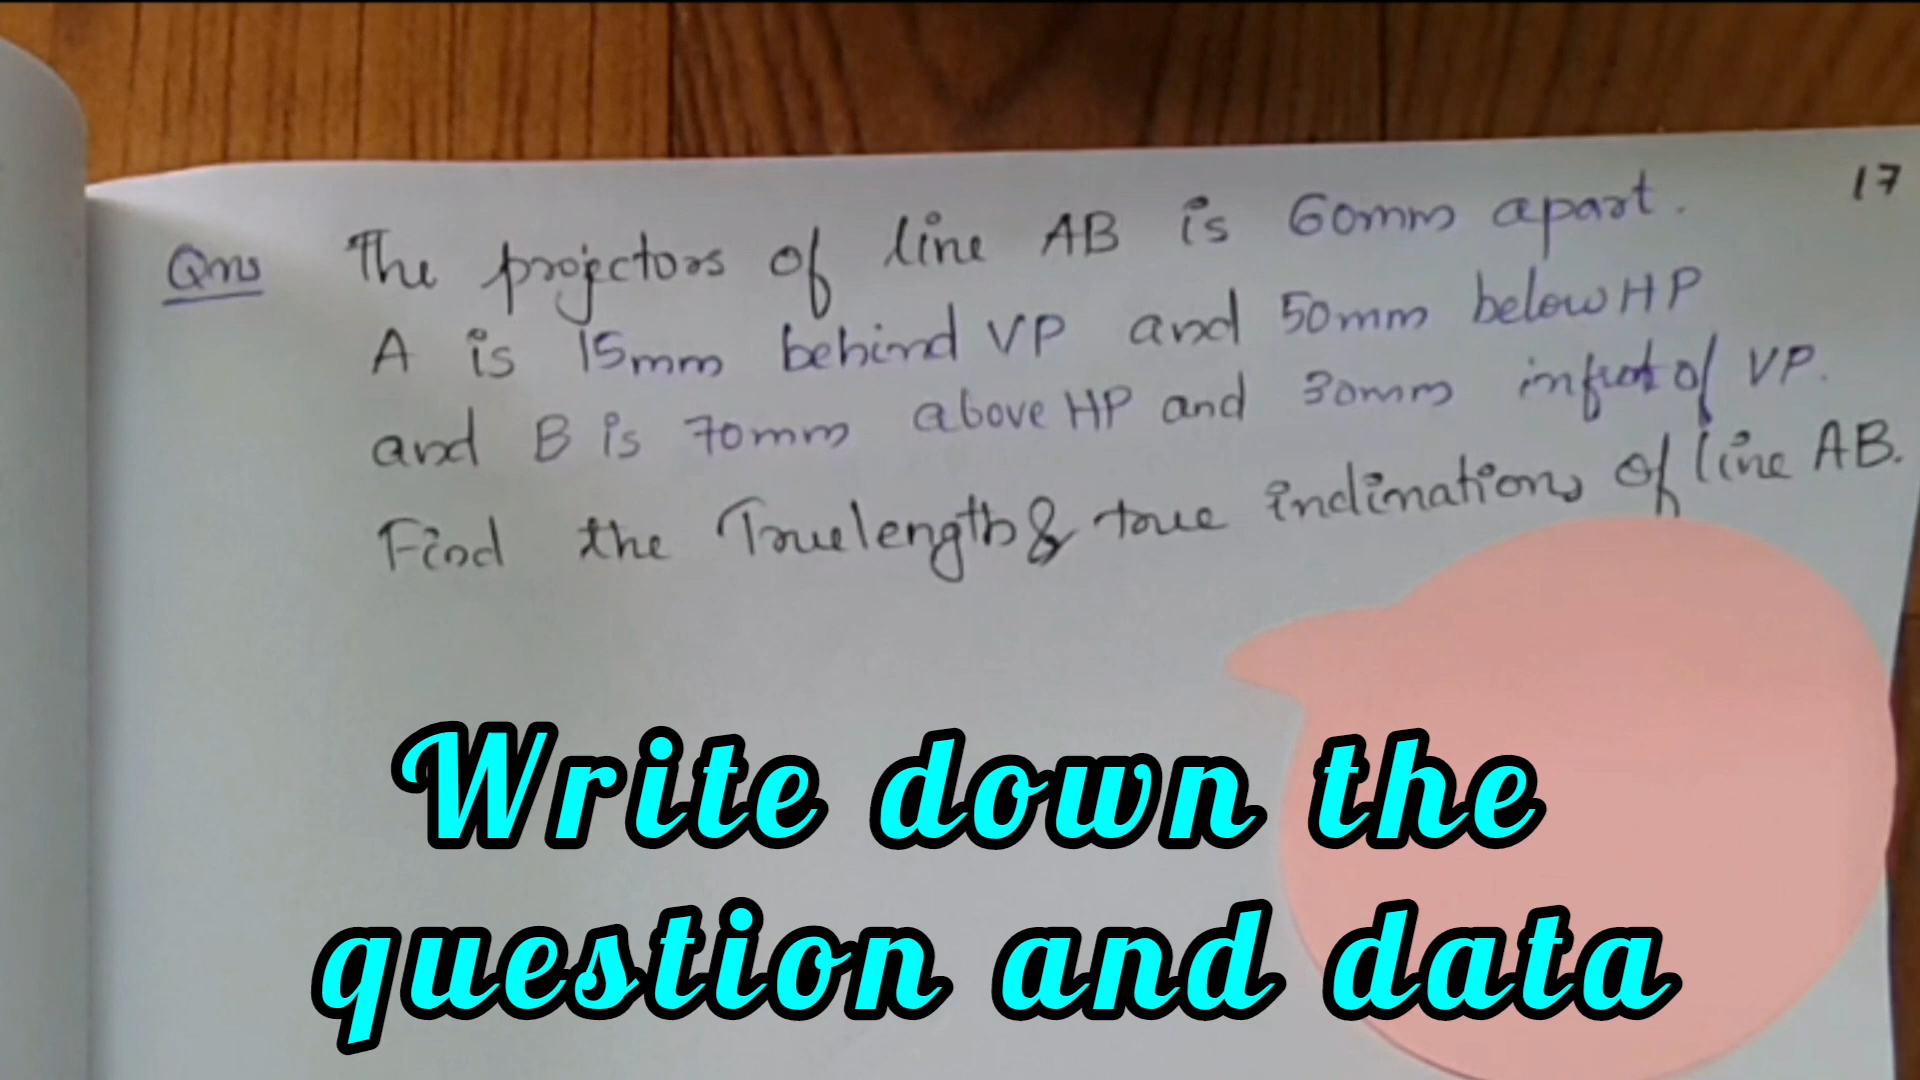 17
Qns The projectors of line AB is 60mm apart.
A is 15mm behind VP and 50mm below HP
and B is 70mm above HP and 30mm infront of VP.
Find the True length & true inclinations of line AB.
Write down the
question and data